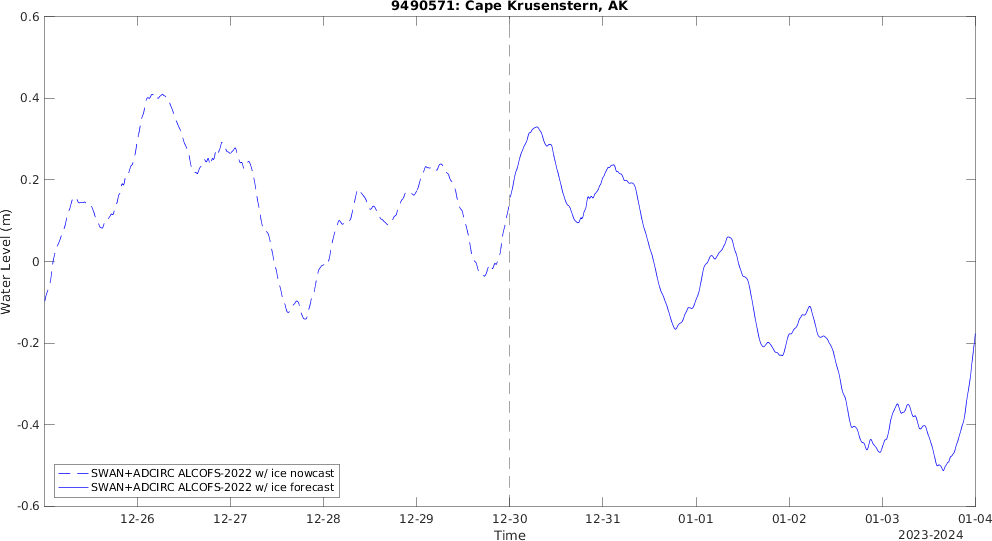 9490571: Cape Krusenstern, AK
0.6
0.4
0.2
0
-0.2
-0.4
-0.6
Water Level (m)
SWAN+ADCIRC ALCOFS-2022 w/ ice nowcast
SWAN+ADCIRC ALCOFS-2022 w/ ice forecast
12-26 12-27 12-28 12-29 12-30 12-31 01-01 01-02 01-03 01-04
Time
2023-2024